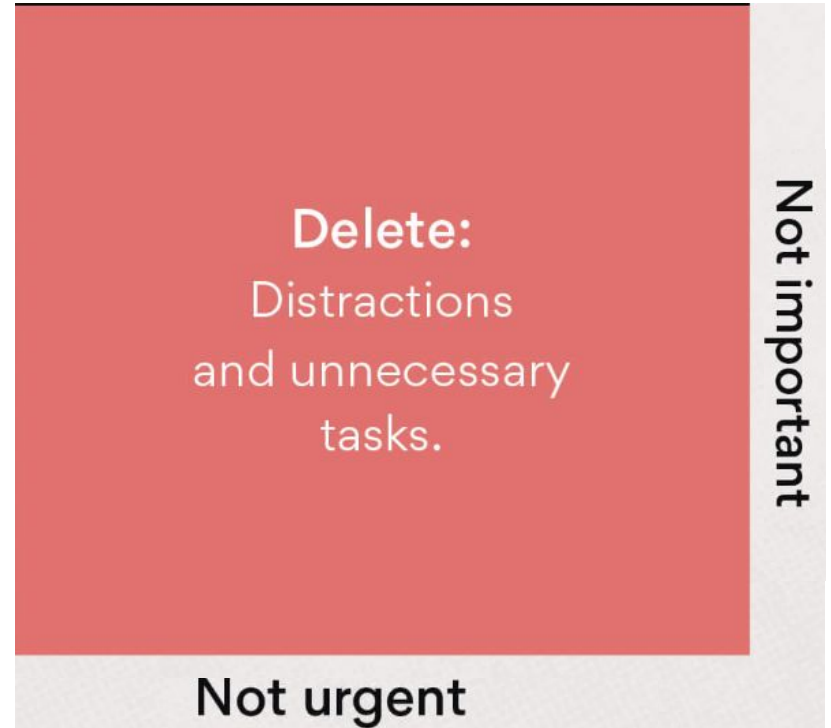 Delete:
Distractions
and unnecessary
tasks.
Not important
Not urgent